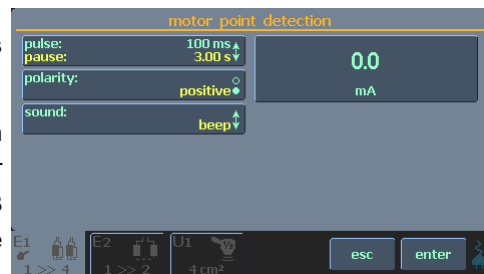 motor point detection
pulse: 100 ms
pause: 3.00 s
0.0
mA
polarity:
positive
sound:
beep
E1
1 >> 4
E2
1 >> 2
U1
4 cm²
esc
enter